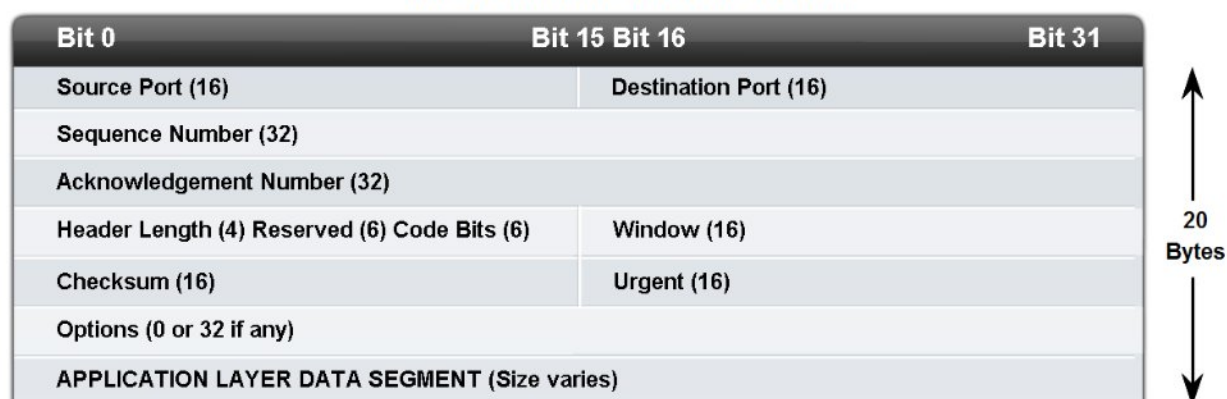 Bit 0 Bit 15 Bit 16 Bit 31
Source Port (16) Destination Port (16)
Sequence Number (32)
Acknowledgement Number (32)
Header Length (4) Reserved (6) Code Bits (6) Window (16)
Checksum (16) Urgent (16)
Options (0 or 32 if any)
APPLICATION LAYER DATA SEGMENT (Size varies)
20
Bytes